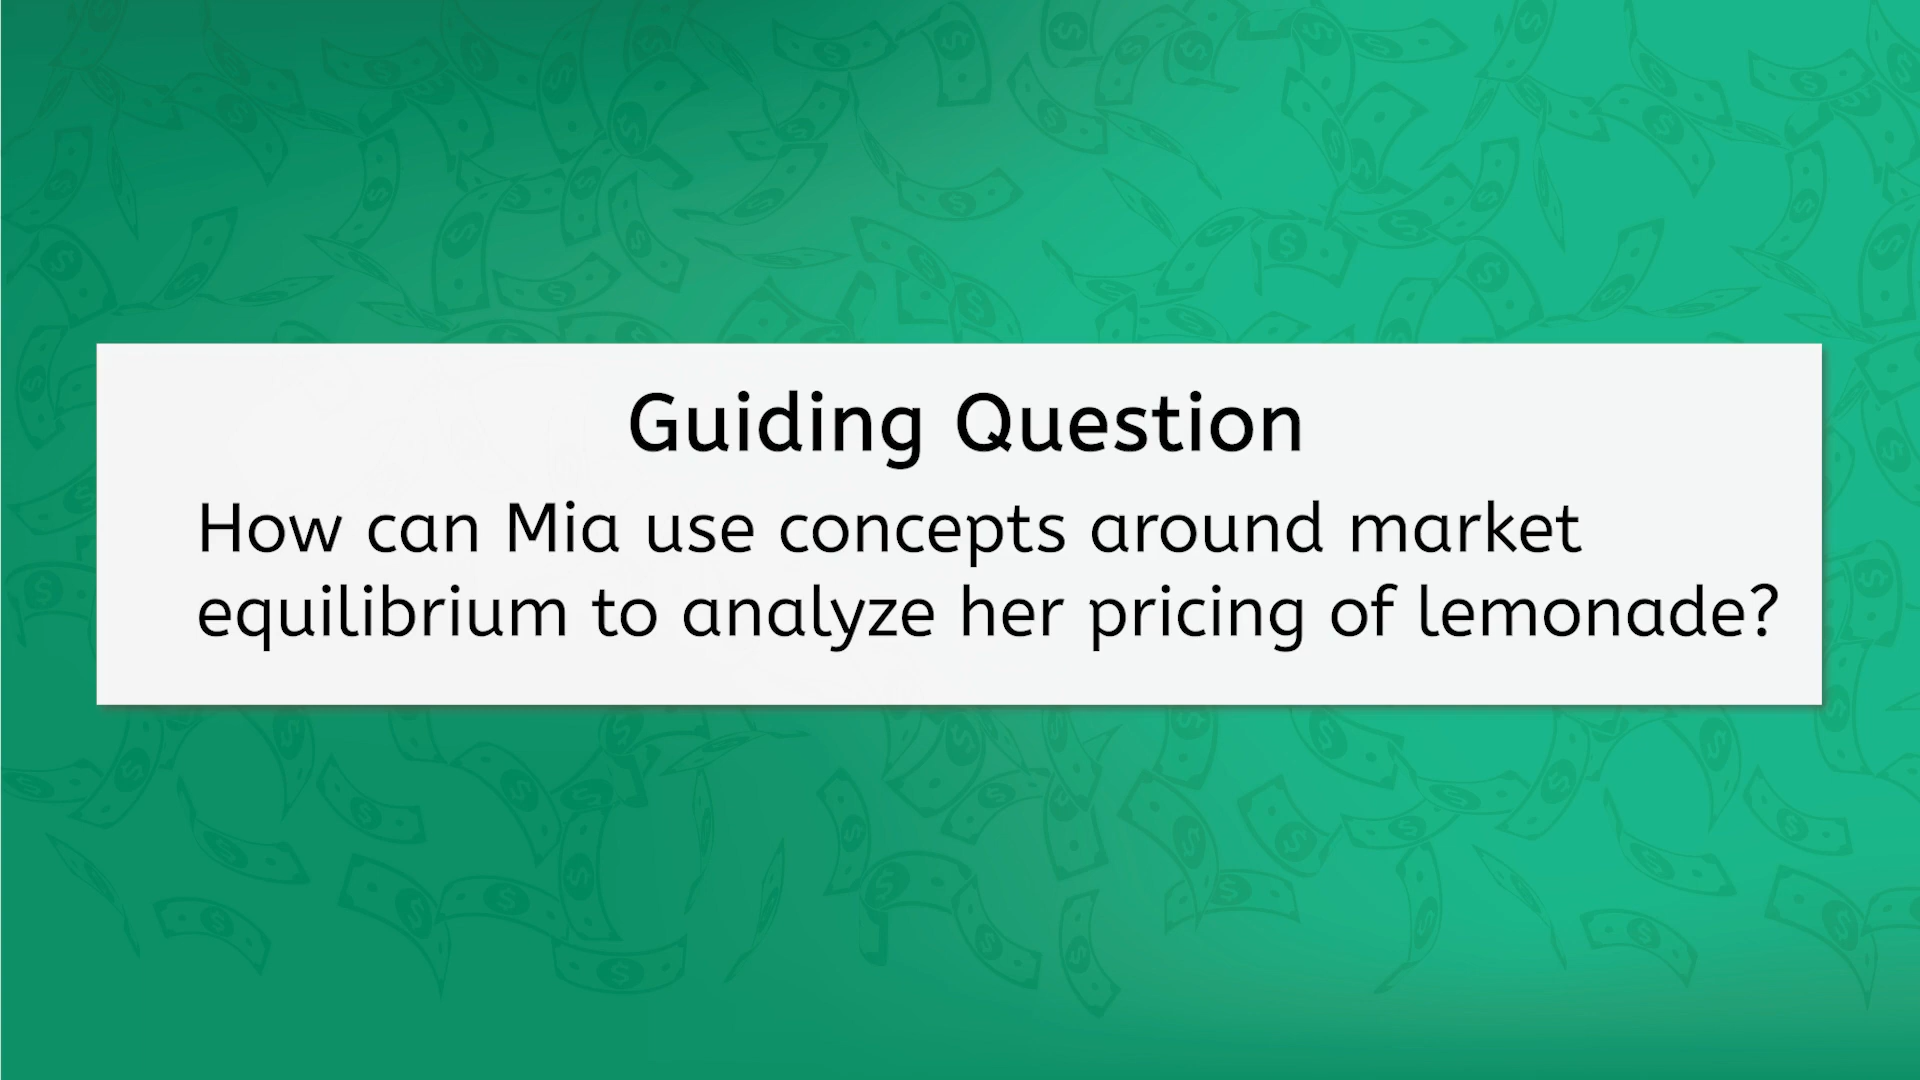 Guiding Question
How can Mia use concepts around market
equilibrium to analyze her pricing of lemonade?